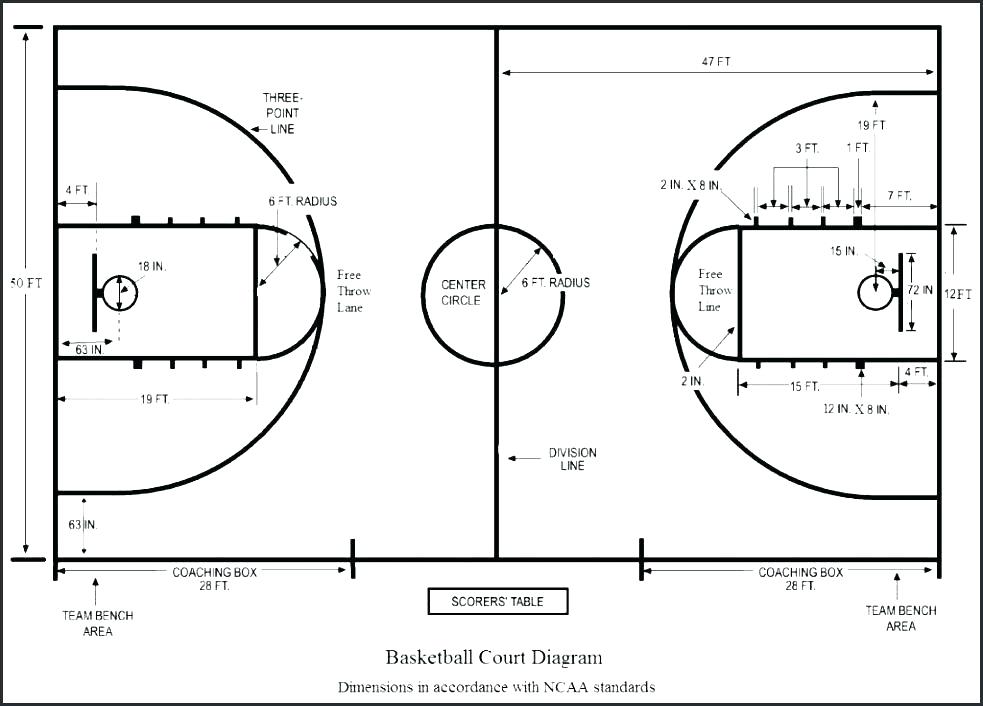 47 FT
THREE-
POINT
LINE
19 FT.
3 FT.
1 FT.
4 FT
2 IN. X 8 IN.
7 FT.
6 FT. RADIUS
15 IN.
18 IN.
Free
Throw
Lane
CENTER
CIRCLE
6 FT. RADIUS
Free
Throw
Line
72 IN
50 FT
12 FT
63 IN.
2 IN.
4 FT.
15 FT.
19 FT.
12 IN. X 8 IN.
DIVISION
LINE
63 IN.
COACHING BOX
28 FT.
COACHING BOX
28 FT.
SCORERS' TABLE
TEAM BENCH
AREA
TEAM BENCH
AREA
Basketball Court Diagram
Dimensions in accordance with NCAA standards